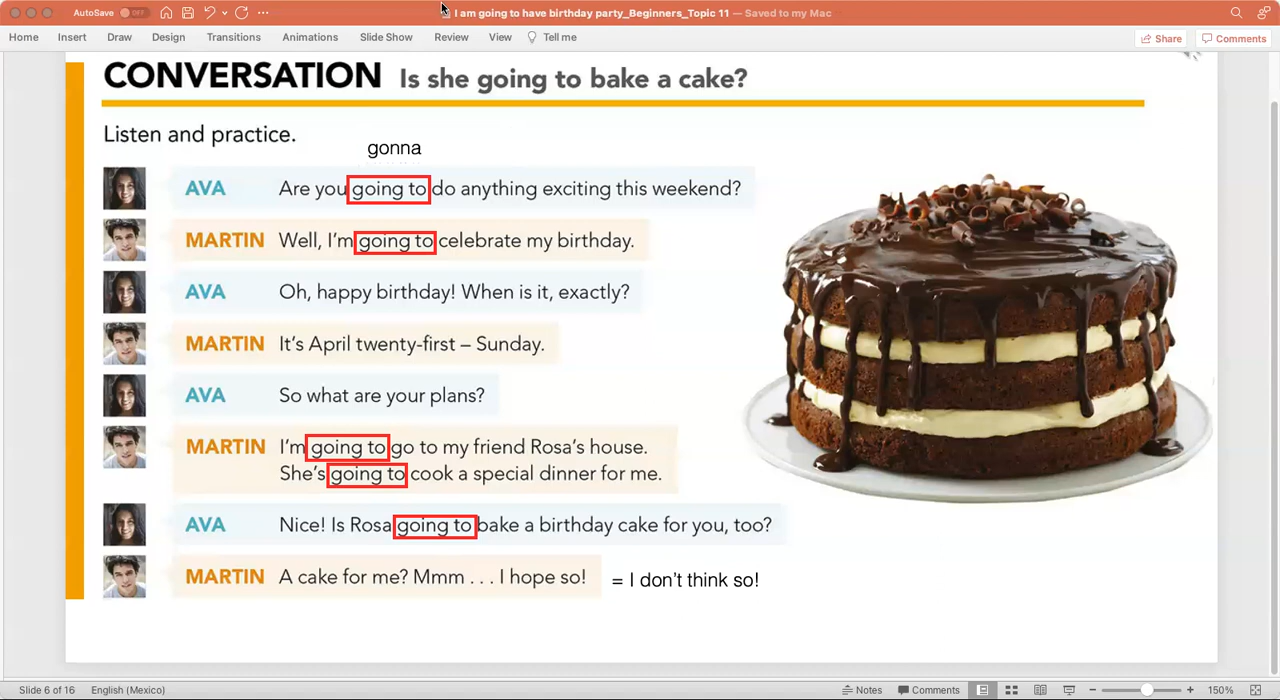 AutoSave OFF I am going to have birthday party_Beginners_Topic 11 — Saved to my Mac
Home Insert Draw Design Transitions Animations Slide Show Review View Tell me Share Comments
CONVERSATION Is she going to bake a cake?
Listen and practice.
gonna
AVA Are you going to do anything exciting this weekend?
MARTIN Well, I'm going to celebrate my birthday.
AVA Oh, happy birthday! When is it, exactly?
MARTIN It's April twenty-first – Sunday.
AVA So what are your plans?
MARTIN I'm going to go to my friend Rosa's house.
She's going to cook a special dinner for me.
AVA Nice! Is Rosa going to bake a birthday cake for you, too?
MARTIN A cake for me? Mmm . . . I hope so! = I don't think so!
Slide 6 of 16 English (Mexico) Notes Comments 150%